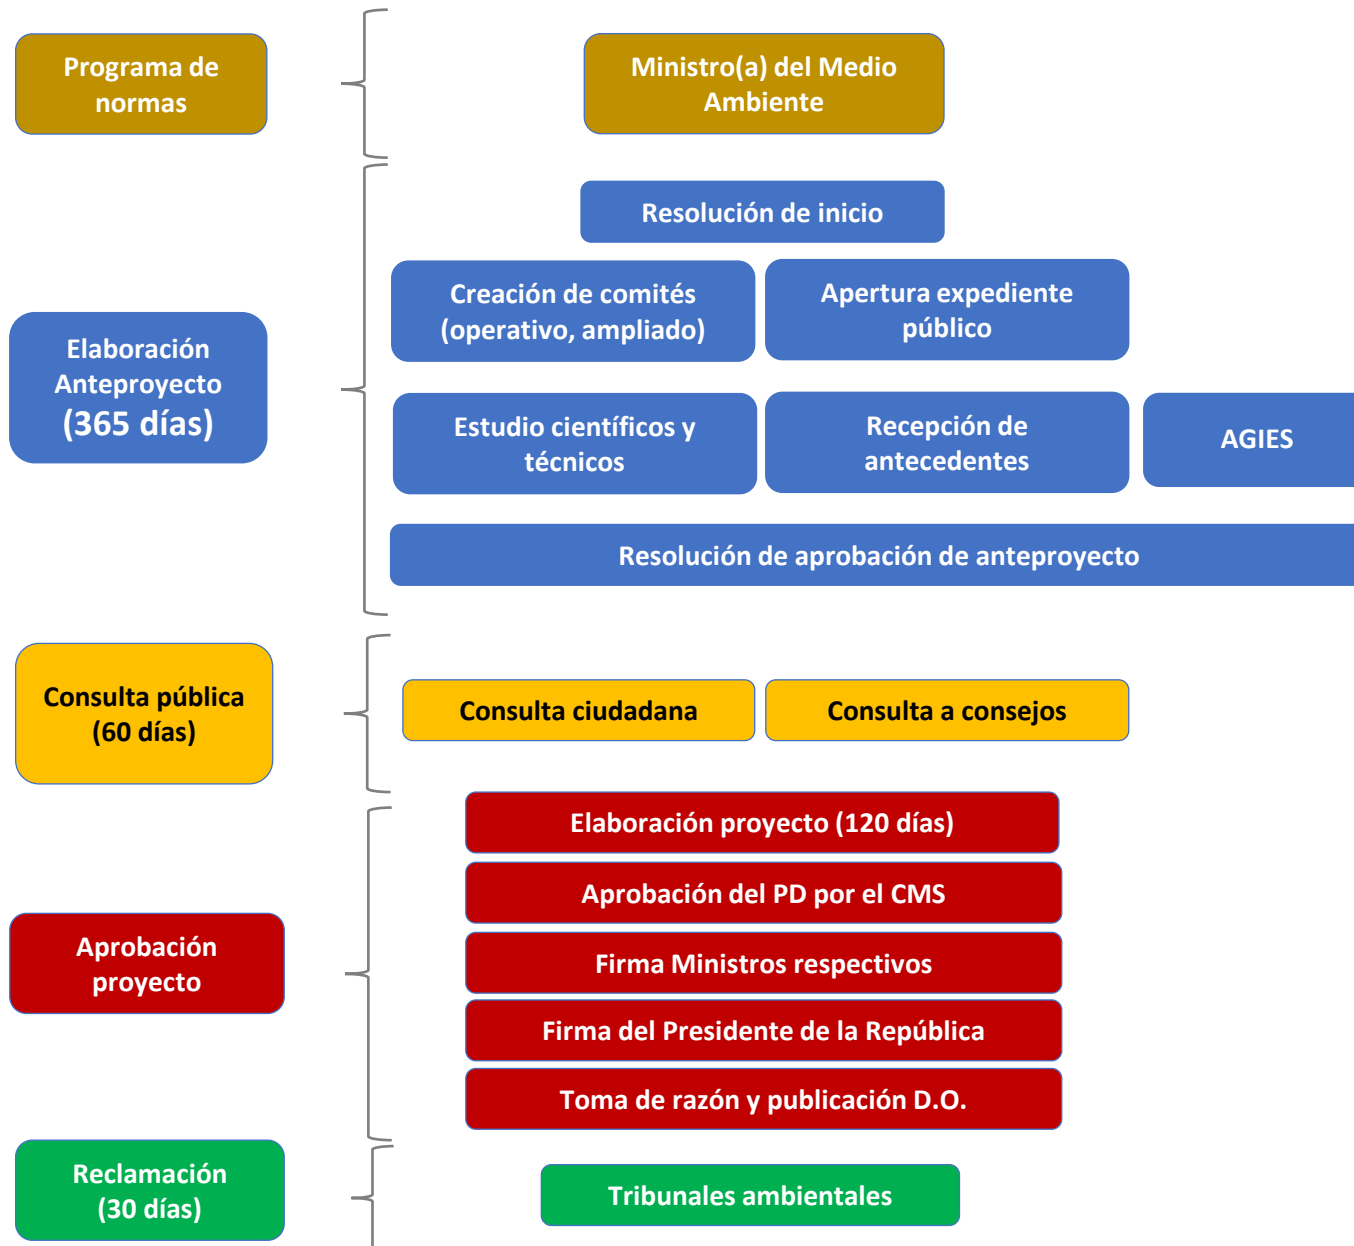 Programa de
normas
Ministro(a) del Medio
Ambiente
Elaboración
Anteproyecto
(365 días)
Resolución de inicio
Creación de comités
(operativo, ampliado)
Apertura expediente
público
Estudio científicos y
técnicos
Recepción de
antecedentes
AGIES
Resolución de aprobación de anteproyecto
Consulta pública
(60 días)
Consulta ciudadana
Consulta a consejos
Aprobación
proyecto
Elaboración proyecto (120 días)
Aprobación del PD por el CMS
Firma Ministros respectivos
Firma del Presidente de la República
Toma de razón y publicación D.O.
Reclamación
(30 días)
Tribunales ambientales